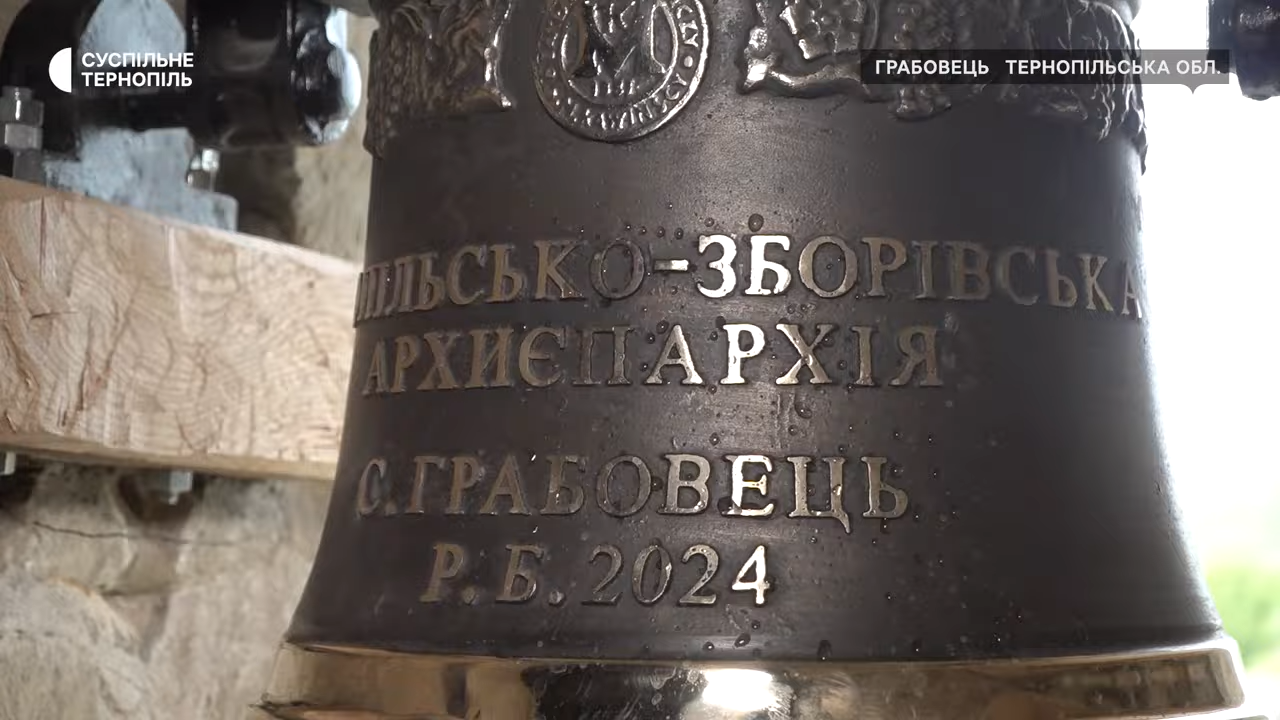 СУСПІЛЬНЕ
ТЕРНОПІЛЬ
ГРАБОВЕЦЬ ТЕРНОПІЛЬСЬКА ОБЛ.
ПІЛЬСЬКО-ЗБОРІВСЬКА
АРХИЄПАРХІЯ
С. ГРАБОВЕЦЬ
Р. Б. 2024